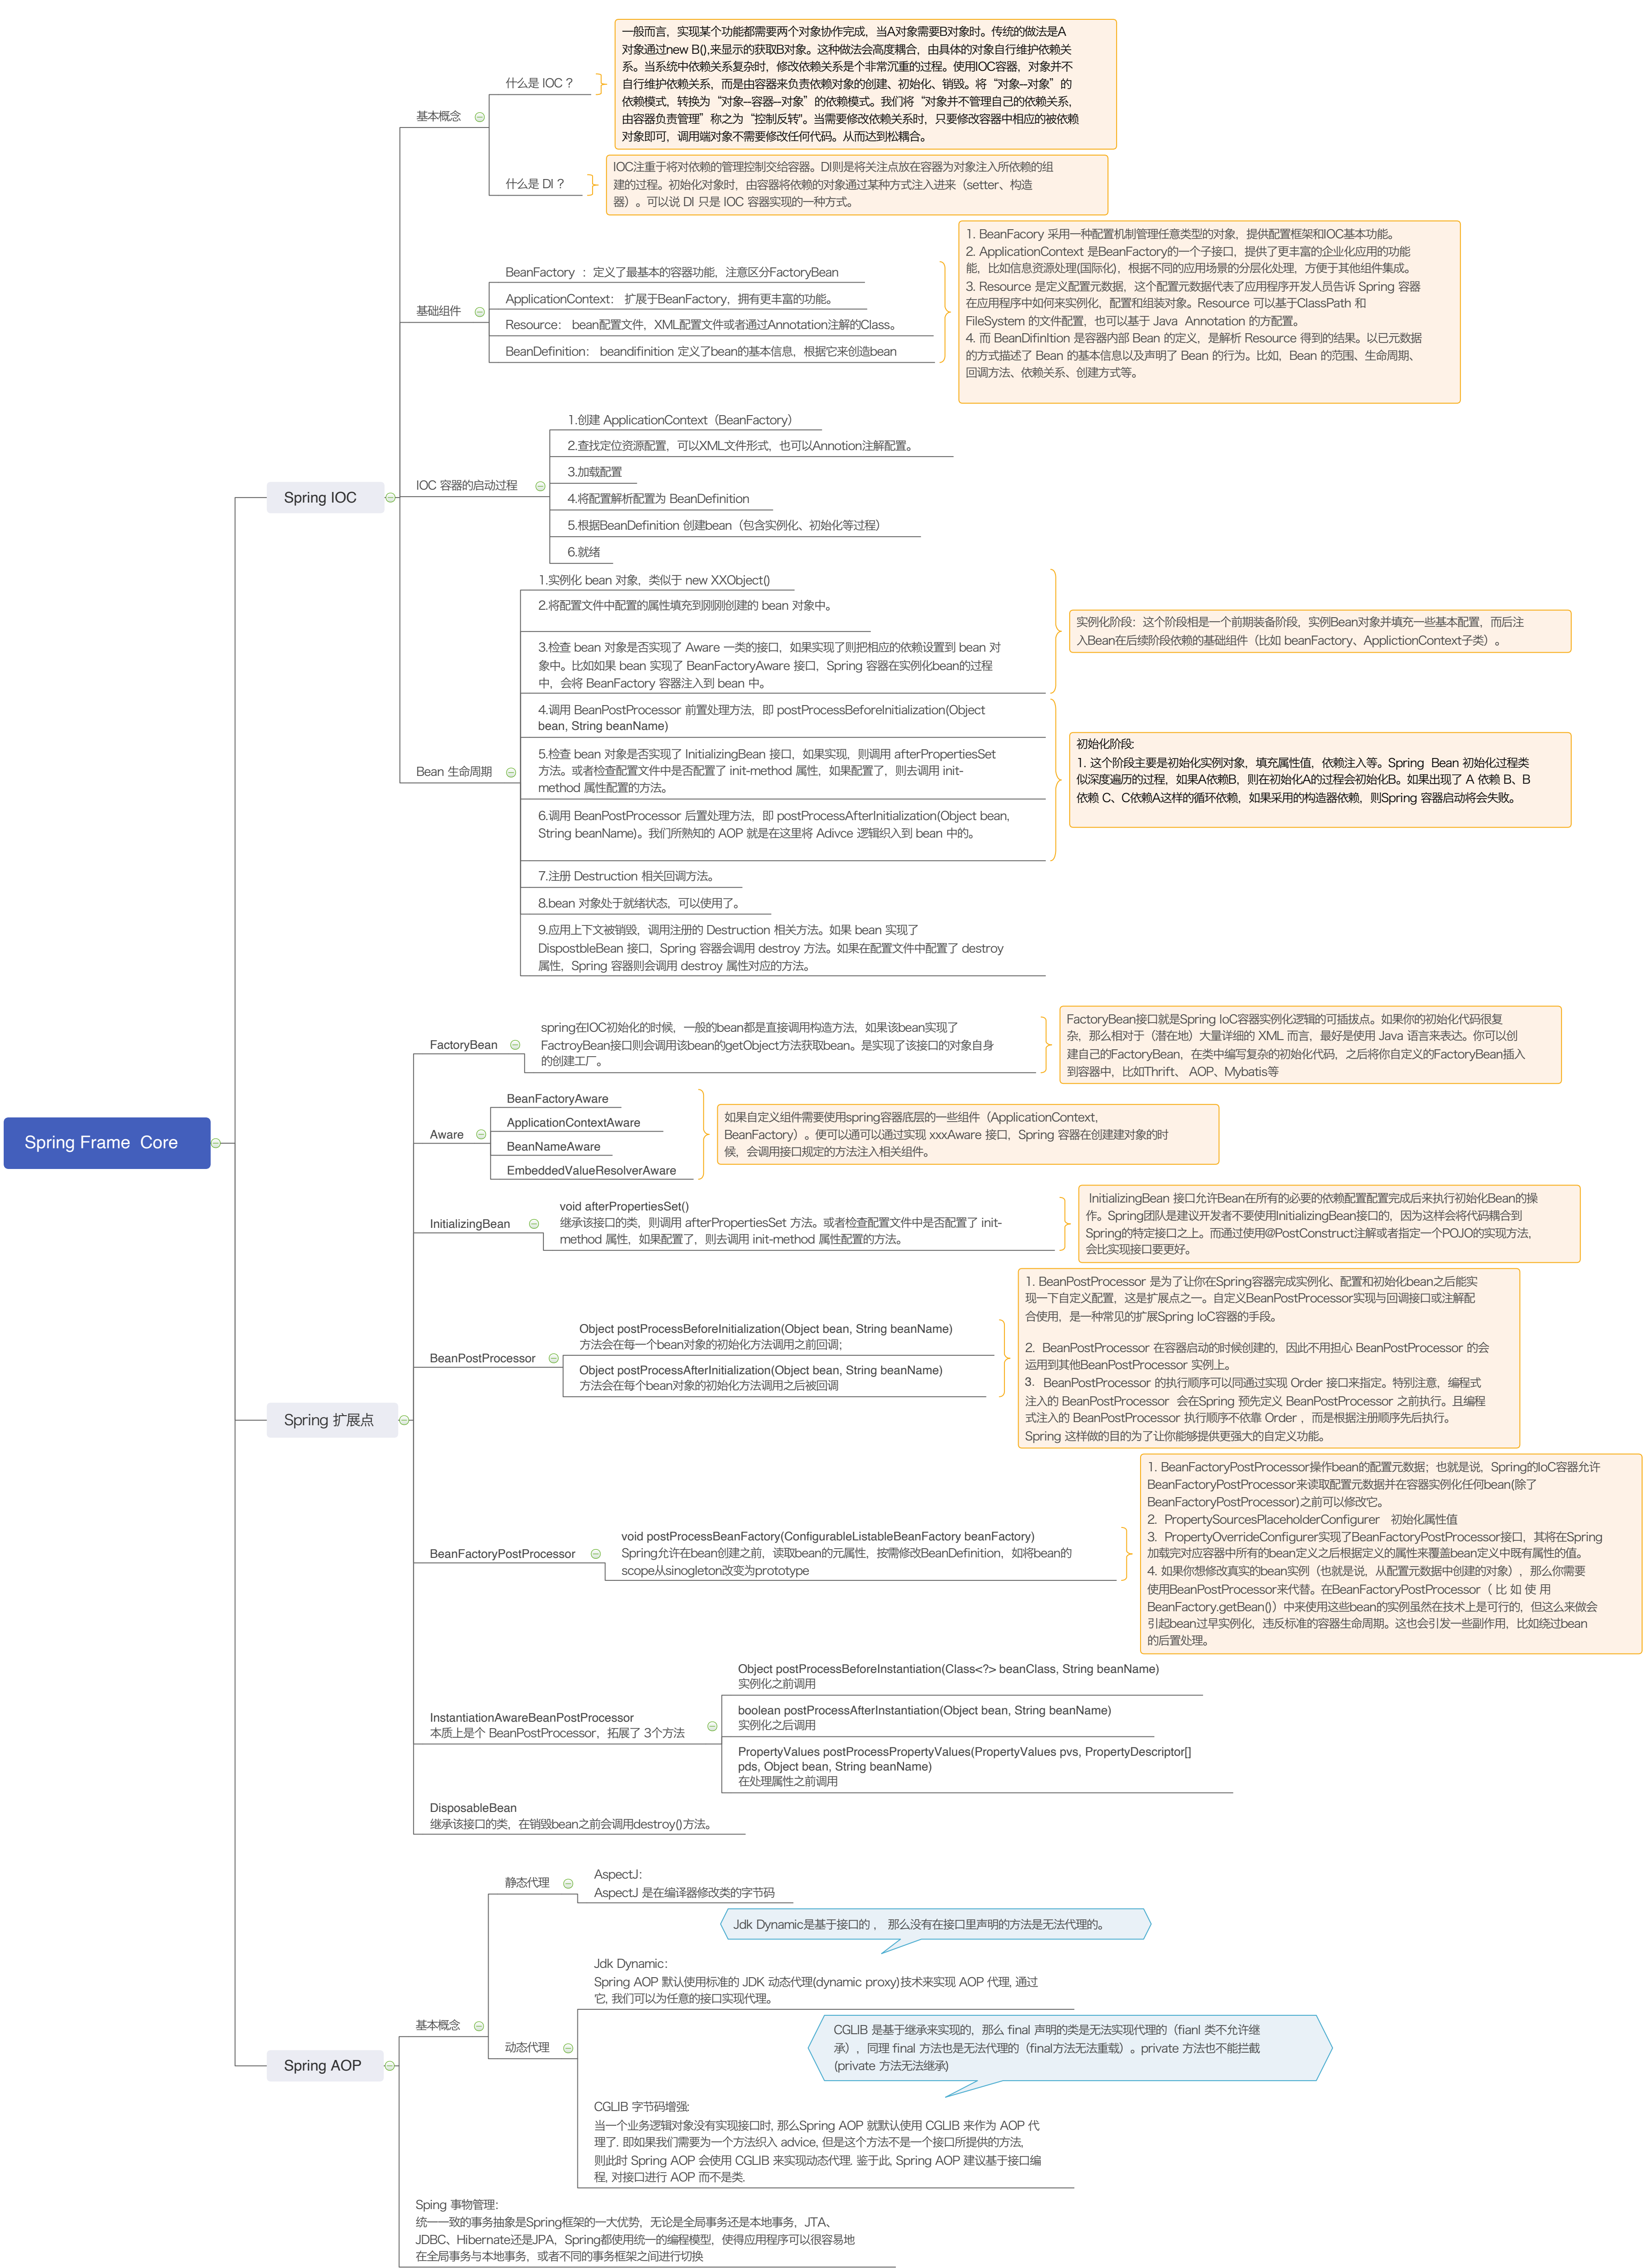 Spring Frame  Core
Spring IOC
基本概念
什么是 IOC ?
一般而言，实现某个功能都需要两个对象协作完成，当A对象需要B对象时。传统的做法是A
对象通过new B(),来显示的获取B对象。这种做法会高度耦合，由具体的对象自行维护依赖关
系。当系统中依赖关系复杂时，修改依赖关系是个非常沉重的过程。使用IOC容器，对象并不
自行维护依赖关系，而是由容器来负责依赖对象的创建、初始化、销毁。将“对象--对象”的
依赖模式，转换为“对象--容器--对象”的依赖模式。我们将“对象并不管理自己的依赖关系，
由容器负责管理”称之为“控制反转"。当需要修改依赖关系时，只要修改容器中相应的被依赖
对象即可，调用端对象不需要修改任何代码。从而达到松耦合。
什么是 DI ?
IOC注重于将对依赖的管理控制交给容器。DI则是将关注点放在容器为对象注入所依赖的组
建的过程。初始化对象时，由容器将依赖的对象通过某种方式注入进来（setter、构造
器）。可以说 DI 只是 IOC 容器实现的一种方式。
基础组件
BeanFactory ：定义了最基本的容器功能，注意区分FactoryBean
ApplicationContext： 扩展于BeanFactory，拥有更丰富的功能。
Resource： bean配置文件，XML配置文件或者通过Annotation注解的Class。
BeanDefinition： beandifinition 定义了bean的基本信息，根据它来创造bean
1. BeanFacory 采用一种配置机制管理任意类型的对象，提供配置框架和IOC基本功能。
2. ApplicationContext 是BeanFactory的一个子接口，提供了更丰富的企业化应用的功能
能，比如信息资源处理(国际化)，根据不同的应用场景的分层化处理，方便于其他组件集成。
3. Resource 是定义配置元数据，这个配置元数据代表了应用程序开发人员告诉 Spring 容器
在应用程序中如何来实例化，配置和组装对象。Resource 可以基于ClassPath 和
FileSystem 的文件配置，也可以基于 Java  Annotation 的方配置。
4. 而 BeanDifinItion 是容器内部 Bean 的定义，是解析 Resource 得到的结果。以已元数据
的方式描述了 Bean 的基本信息以及声明了 Bean 的行为。比如，Bean 的范围、生命周期、
回调方法、依赖关系、创建方式等。
IOC 容器的启动过程
1.创建 ApplicationContext（BeanFactory）
2.查找定位资源配置，可以XML文件形式，也可以Annotion注解配置。
3.加载配置
4.将配置解析配置为 BeanDefinition
5.根据BeanDefinition 创建bean（包含实例化、初始化等过程）
6.就绪
Bean 生命周期
1.实例化 bean 对象，类似于 new XXObject()
2.将配置文件中配置的属性填充到刚刚创建的 bean 对象中。
3.检查 bean 对象是否实现了 Aware 一类的接口，如果实现了则把相应的依赖设置到 bean 对
象中。比如如果 bean 实现了 BeanFactoryAware 接口，Spring 容器在实例化bean的过程
中，会将 BeanFactory 容器注入到 bean 中。
实例化阶段：这个阶段相是一个前期装备阶段，实例Bean对象并填充一些基本配置，而后注
入Bean在后续阶段依赖的基础组件（比如 beanFactory、ApplictionContext子类）。
4.调用 BeanPostProcessor 前置处理方法，即 postProcessBeforeInitialization(Object
bean, String beanName)
5.检查 bean 对象是否实现了 InitializingBean 接口，如果实现，则调用 afterPropertiesSet
方法。或者检查配置文件中是否配置了 init-method 属性，如果配置了，则去调用 init-
method 属性配置的方法。
6.调用 BeanPostProcessor 后置处理方法，即 postProcessAfterInitialization(Object bean,
String beanName)。我们所熟知的 AOP 就是在这里将 Adivce 逻辑织入到 bean 中的。
初始化阶段:
1. 这个阶段主要是初始化实例对象，填充属性值，依赖注入等。Spring  Bean 初始化过程类
似深度遍历的过程，如果A依赖B，则在初始化A的过程会初始化B。如果出现了 A 依赖 B、B
依赖 C、C依赖A这样的循环依赖，如果采用的构造器依赖，则Spring 容器启动将会失败。
7.注册 Destruction 相关回调方法。
8.bean 对象处于就绪状态，可以使用了。
9.应用上下文被销毁，调用注册的 Destruction 相关方法。如果 bean 实现了
DispostbleBean 接口，Spring 容器会调用 destroy 方法。如果在配置文件中配置了 destroy
属性，Spring 容器则会调用 destroy 属性对应的方法。
Spring 扩展点
FactoryBean
spring在IOC初始化的时候，一般的bean都是直接调用构造方法，如果该bean实现了
FactroyBean接口则会调用该bean的getObject方法获取bean。是实现了该接口的对象自身
的创建工厂。
FactoryBean接口就是Spring IoC容器实例化逻辑的可插拔点。如果你的初始化代码很复
杂，那么相对于（潜在地）大量详细的 XML 而言，最好是使用 Java 语言来表达。你可以创
建自己的FactoryBean，在类中编写复杂的初始化代码，之后将你自定义的FactoryBean插入
到容器中，比如Thrift、 AOP、Mybatis等
Aware
BeanFactoryAware
ApplicationContextAware
BeanNameAware
EmbeddedValueResolverAware
如果自定义组件需要使用spring容器底层的一些组件（ApplicationContext,
BeanFactory）。便可以通可以通过实现 xxxAware 接口，Spring 容器在创建建对象的时
候，会调用接口规定的方法注入相关组件。
InitializingBean
void afterPropertiesSet()
继承该接口的类，则调用 afterPropertiesSet 方法。或者检查配置文件中是否配置了 init-
method 属性，如果配置了，则去调用 init-method 属性配置的方法。
InitializingBean 接口允许Bean在所有的必要的依赖配置配置完成后来执行初始化Bean的操
作。Spring团队是建议开发者不要使用InitializingBean接口的，因为这样会将代码耦合到
Spring的特定接口之上。而通过使用@PostConstruct注解或者指定一个POJO的实现方法，
会比实现接口要更好。
BeanPostProcessor
Object postProcessBeforeInitialization(Object bean, String beanName)
方法会在每一个bean对象的初始化方法调用之前回调；
Object postProcessAfterInitialization(Object bean, String beanName)
方法会在每个bean对象的初始化方法调用之后被回调
1. BeanPostProcessor 是为了让你在Spring容器完成实例化、配置和初始化bean之后能实
现一下自定义配置，这是扩展点之一。自定义BeanPostProcessor实现与回调接口或注解配
合使用，是一种常见的扩展Spring IoC容器的手段。
2.  BeanPostProcessor 在容器启动的时候创建的，因此不用担心 BeanPostProcessor 的会
运用到其他BeanPostProcessor 实例上。
3.   BeanPostProcessor 的执行顺序可以同通过实现 Order 接口来指定。特别注意，编程式
注入的 BeanPostProcessor  会在Spring 预先定义 BeanPostProcessor 之前执行。且编程
式注入的 BeanPostProcessor 执行顺序不依靠 Order ，而是根据注册顺序先后执行。
Spring 这样做的目的为了让你能够提供更强大的自定义功能。
BeanFactoryPostProcessor
void postProcessBeanFactory(ConfigurableListableBeanFactory beanFactory)
Spring允许在bean创建之前，读取bean的元属性，按需修改BeanDefinition，如将bean的
scope从sinogleton改变为prototype
1. BeanFactoryPostProcessor操作bean的配置元数据；也就是说，Spring的IoC容器允许
BeanFactoryPostProcessor来读取配置元数据并在容器实例化任何bean(除了
BeanFactoryPostProcessor)之前可以修改它。
2.  PropertySourcesPlaceholderConfigurer   初始化属性值
3.  PropertyOverrideConfigurer实现了BeanFactoryPostProcessor接口，其将在Spring
加载完对应容器中所有的bean定义之后根据定义的属性来覆盖bean定义中既有属性的值。
4. 如果你想修改真实的bean实例（也就是说，从配置元数据中创建的对象），那么你需要
使用BeanPostProcessor来代替。在BeanFactoryPostProcessor（ 比 如 使 用
BeanFactory.getBean()）中来使用这些bean的实例虽然在技术上是可行的，但这么来做会
引起bean过早实例化，违反标准的容器生命周期。这也会引发一些副作用，比如绕过bean
的后置处理。
InstantiationAwareBeanPostProcessor
本质上是个 BeanPostProcessor，拓展了 3个方法
Object postProcessBeforeInstantiation(Class<?> beanClass, String beanName)
实例化之前调用
boolean postProcessAfterInstantiation(Object bean, String beanName)
实例化之后调用
PropertyValues postProcessPropertyValues(PropertyValues pvs, PropertyDescriptor[]
pds, Object bean, String beanName)
在处理属性之前调用
DisposableBean
继承该接口的类，在销毁bean之前会调用destroy()方法。
Spring AOP
基本概念
静态代理
AspectJ:
AspectJ 是在编译器修改类的字节码
动态代理
Jdk Dynamic是基于接口的 ， 那么没有在接口里声明的方法是无法代理的。
Jdk Dynamic：
Spring AOP 默认使用标准的 JDK 动态代理(dynamic proxy)技术来实现 AOP 代理, 通过
它, 我们可以为任意的接口实现代理。
CGLIB 是基于继承来实现的，那么 final 声明的类是无法实现代理的（fianl 类不允许继
承），同理 final 方法也是无法代理的（final方法无法重载）。private 方法也不能拦截
(private 方法无法继承)
CGLIB 字节码增强:
当一个业务逻辑对象没有实现接口时, 那么Spring AOP 就默认使用 CGLIB 来作为 AOP 代
理了. 即如果我们需要为一个方法织入 advice, 但是这个方法不是一个接口所提供的方法,
则此时 Spring AOP 会使用 CGLIB 来实现动态代理. 鉴于此, Spring AOP 建议基于接口编
程, 对接口进行 AOP 而不是类.
Sping 事物管理:
统一一致的事务抽象是Spring框架的一大优势，无论是全局事务还是本地事务，JTA、
JDBC、Hibernate还是JPA，Spring都使用统一的编程模型，使得应用程序可以很容易地
在全局事务与本地事务，或者不同的事务框架之间进行切换